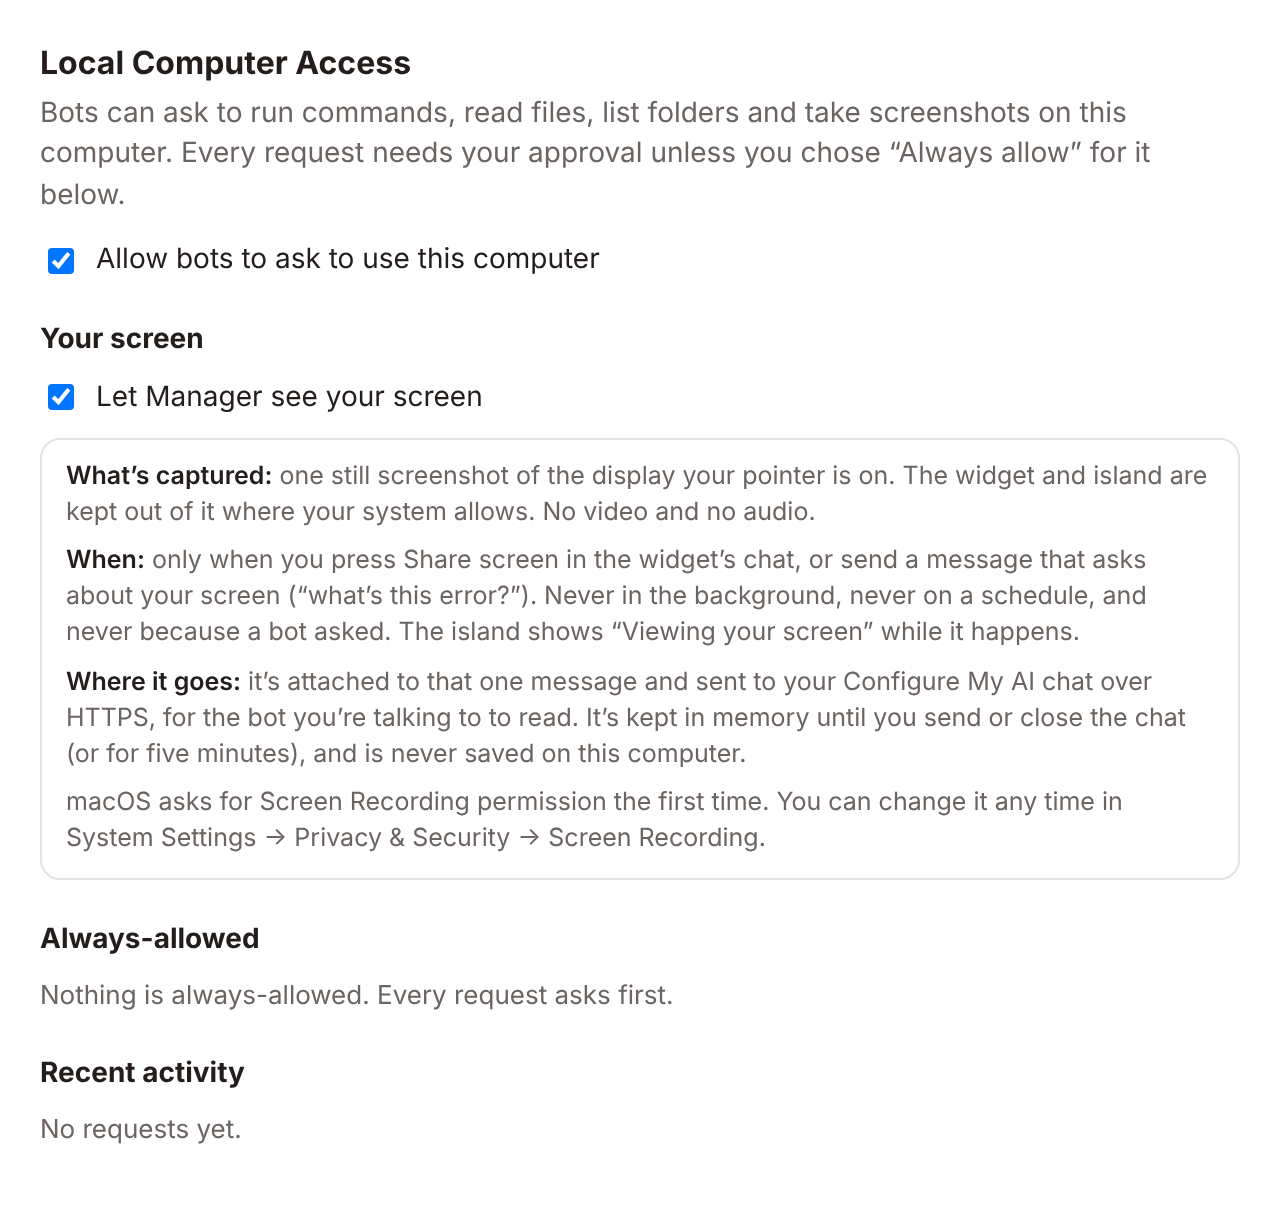 Local Computer Access
Bots can ask to run commands, read files, list folders and take screenshots on this
computer. Every request needs your approval unless you chose “Always allow” for it
below.
Allow bots to ask to use this computer
Your screen
Let Manager see your screen
What’s captured: one still screenshot of the display your pointer is on. The widget and island are
kept out of it where your system allows. No video and no audio.
When: only when you press Share screen in the widget’s chat, or send a message that asks
about your screen (“what’s this error?”). Never in the background, never on a schedule, and
never because a bot asked. The island shows “Viewing your screen” while it happens.
Where it goes: it’s attached to that one message and sent to your Configure My AI chat over
HTTPS, for the bot you’re talking to to read. It’s kept in memory until you send or close the chat
(or for five minutes), and is never saved on this computer.
macOS asks for Screen Recording permission the first time. You can change it any time in
System Settings → Privacy & Security → Screen Recording.
Always-allowed
Nothing is always-allowed. Every request asks first.
Recent activity
No requests yet.